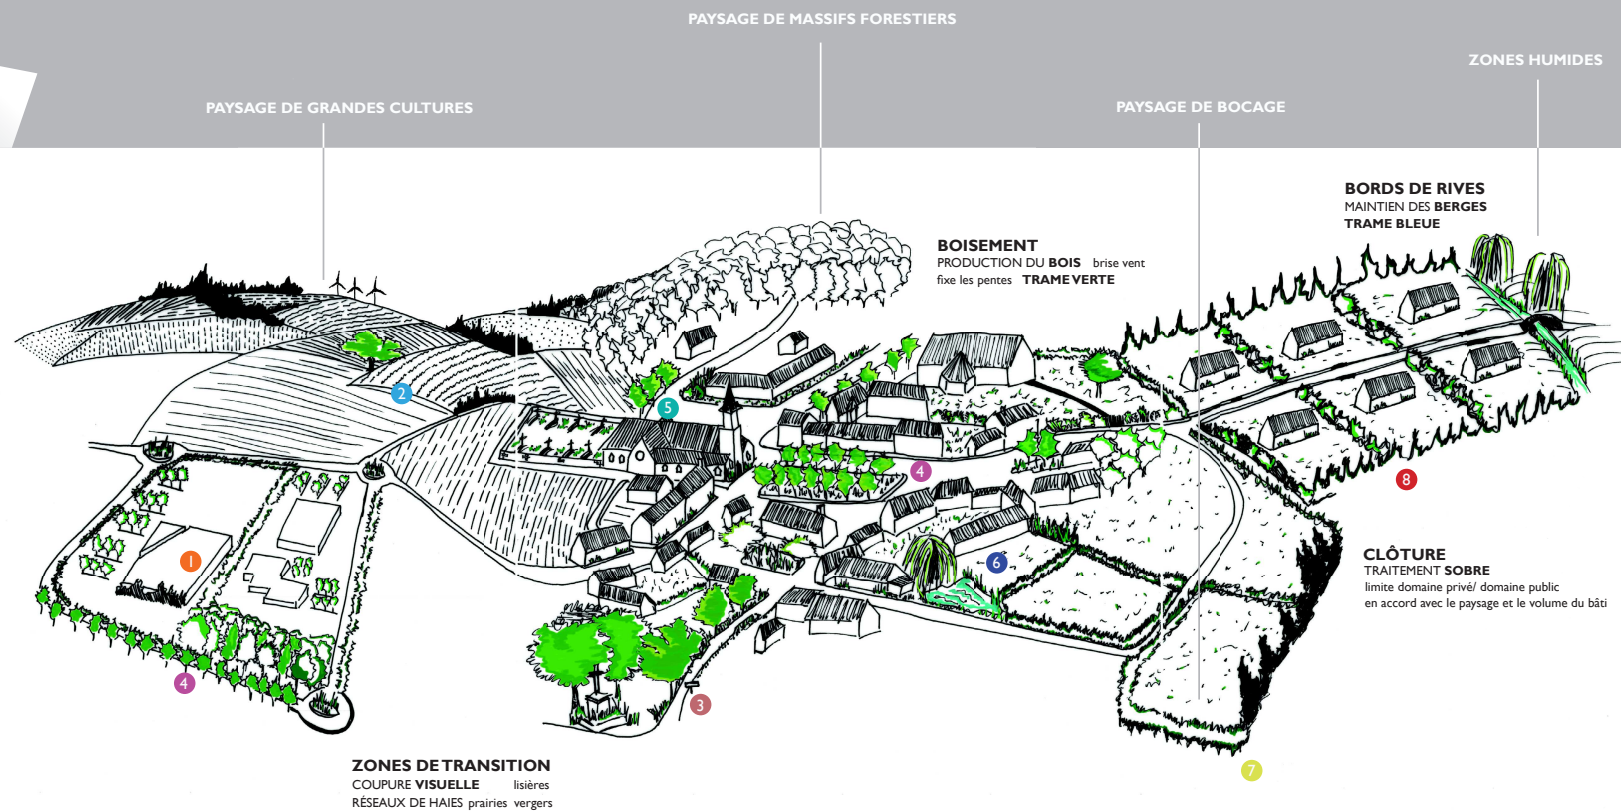 PAYSAGE DE MASSIFS FORESTIERS
ZONES HUMIDES
PAYSAGE DE GRANDES CULTURES
PAYSAGE DE BOCAGE
BORDS DE RIVES
MAINTIEN DES BERGES
TRAME BLEUE
BOISEMENT
PRODUCTION DU BOIS brise vent
fixe les pentes TRAME VERTE
2
5
4
8
1
6
CLÔTURE
TRAITEMENT SOBRE
limite domaine privé/ domaine public
en accord avec le paysage et le volume du bâti
4
3
7
ZONES DE TRANSITION
COUPURE VISUELLE lisières
RÉSEAUX DE HAIES prairies vergers